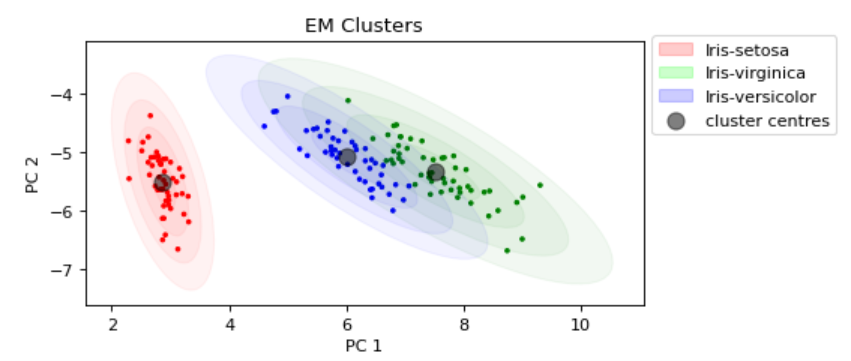 EM Clusters
Iris-setosa
Iris-virginica
Iris-versicolor
cluster centres
−4
−5
−6
−7
PC 2
2 4 6 8 10
PC 1